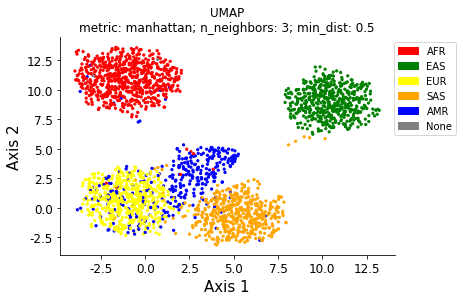 UMAP
metric: manhattan; n_neighbors: 3; min_dist: 0.5
12.5
10.0
7.5
5.0
2.5
0.0
-2.5
Axis 2
-2.5 0.0 2.5 5.0 7.5 10.0 12.5
Axis 1
AFR
EAS
EUR
SAS
AMR
None